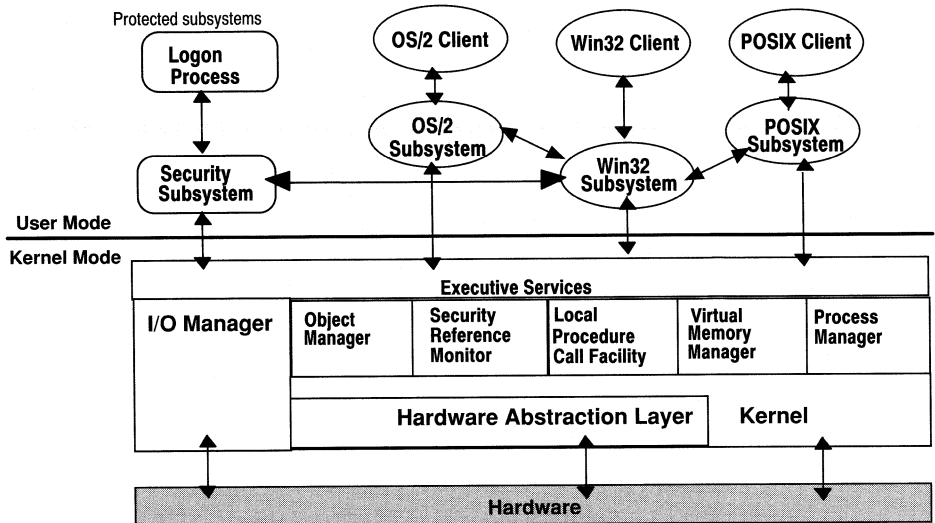 Protected subsystems
Logon
Process
OS/2 Client
Win32 Client
POSIX Client
OS/2
Subsystem
POSIX
Subsystem
Security
Subsystem
Win32
Subsystem
User Mode
Kernel Mode
Executive Services
I/O Manager
Object
Manager
Security
Reference
Monitor
Local
Procedure
Call Facility
Virtual
Memory
Manager
Process
Manager
Hardware Abstraction Layer
Kernel
Hardware